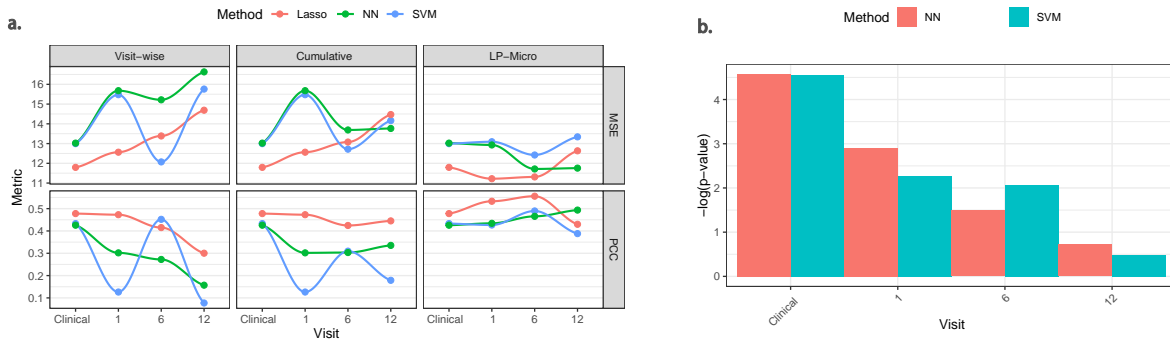 a.
Method Lasso NN SVM
Visit-wise Cumulative LP-Micro
Metric
16
15
14
13
12
11
MSE
0.5
0.4
0.3
0.2
0.1
PCC
Clinical 1 6 12 Clinical 1 6 12 Clinical 1 6 12
Visit
b.
Method NN SVM
-log(p-value)
4
3
2
1
0
Clinical 1 6 12
Visit